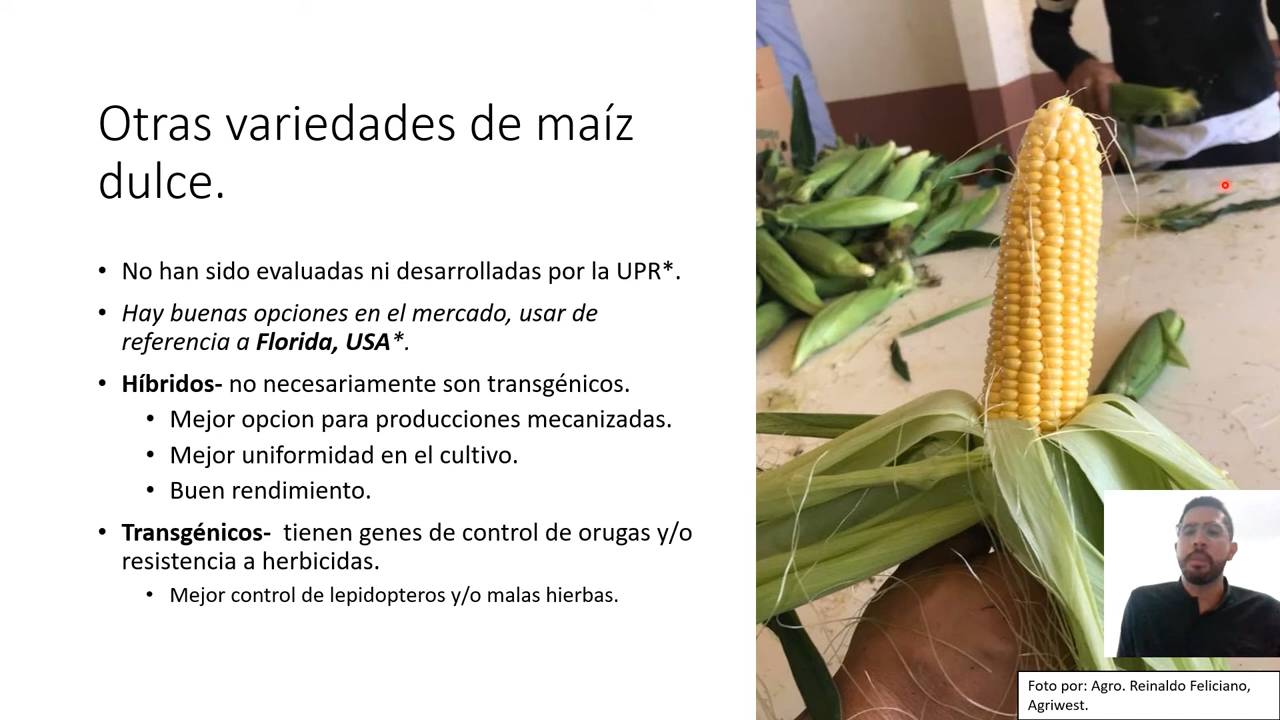 Otras variedades de maíz
dulce.
• No han sido evaluadas ni desarrolladas por la UPR*.
• Hay buenas opciones en el mercado, usar de
referencia a Florida, USA*.
• Híbridos- no necesariamente son transgénicos.
• Mejor opcion para producciones mecanizadas.
• Mejor uniformidad en el cultivo.
• Buen rendimiento.
• Transgénicos- tienen genes de control de orugas y/o
resistencia a herbicidas.
• Mejor control de lepidopteros y/o malas hierbas.
Foto por: Agro. Reinaldo Feliciano,
Agriwest.